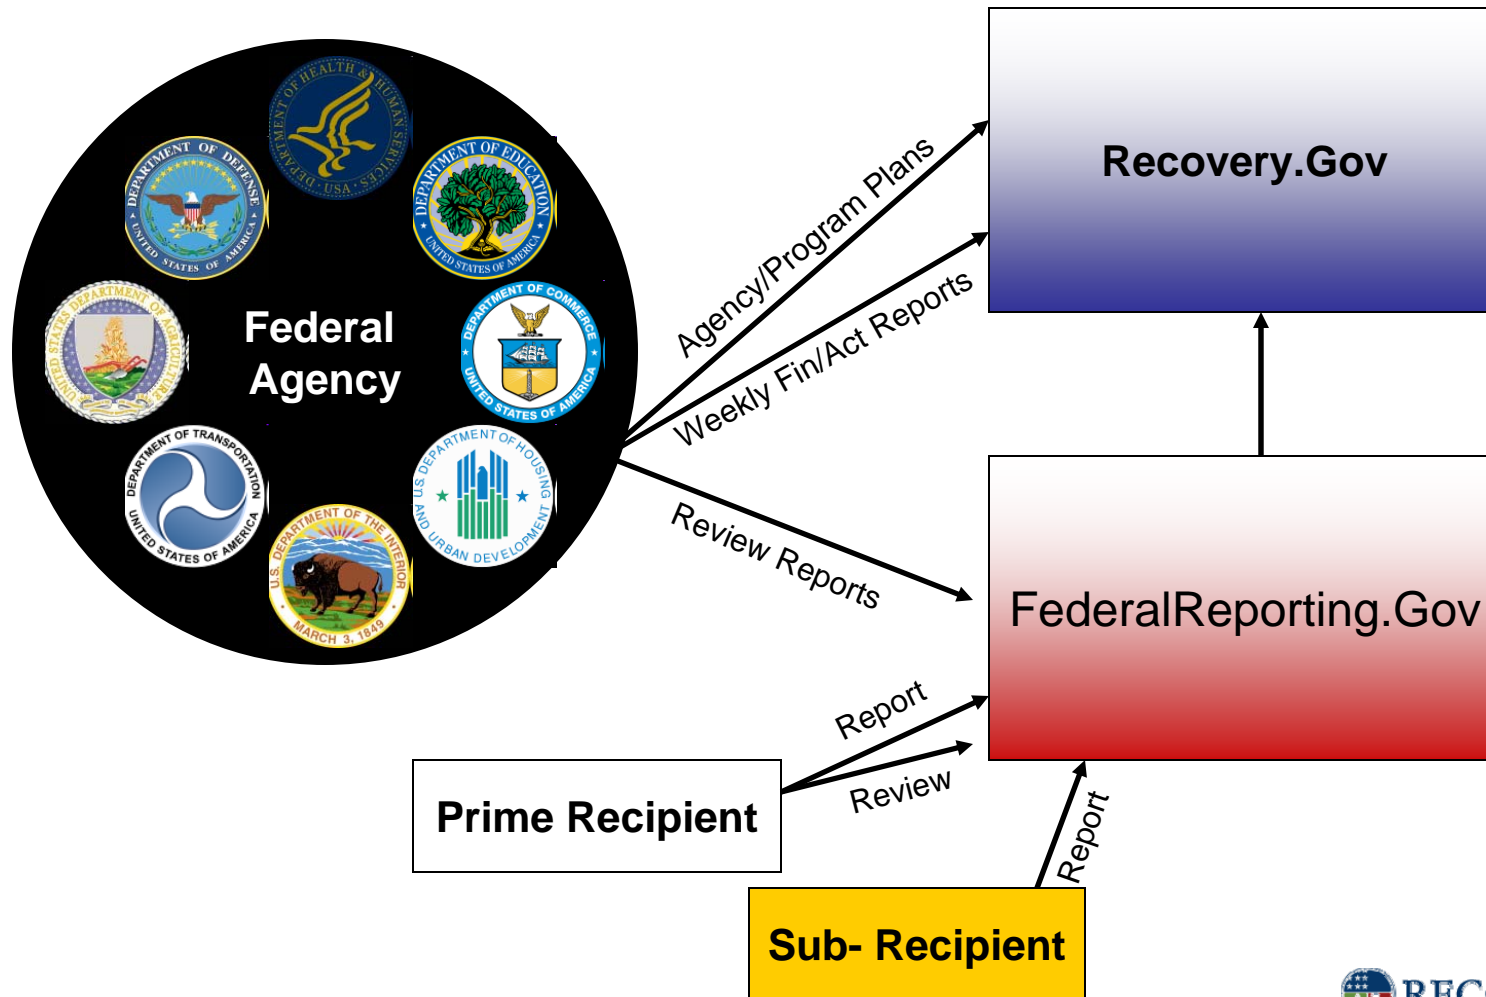 DEPARTMENT OF HEALTH & HUMAN SERVICES · USA
DEPARTMENT OF DEFENSE
UNITED STATES OF AMERICA
DEPARTMENT OF EDUCATION
UNITED STATES OF AMERICA
UNITED STATES DEPARTMENT OF AGRICULTURE
Federal
Agency
DEPARTMENT OF COMMERCE
UNITED STATES OF AMERICA
DEPARTMENT OF TRANSPORTATION
UNITED STATES OF AMERICA
U.S. DEPARTMENT OF HOUSING
AND URBAN DEVELOPMENT
U.S. DEPARTMENT OF THE INTERIOR
MARCH 3, 1849
Agency/Program Plans
Weekly Fin/Act Reports
Review Reports
Recovery.Gov
FederalReporting.Gov
Report
Review
Prime Recipient
Report
Sub- Recipient